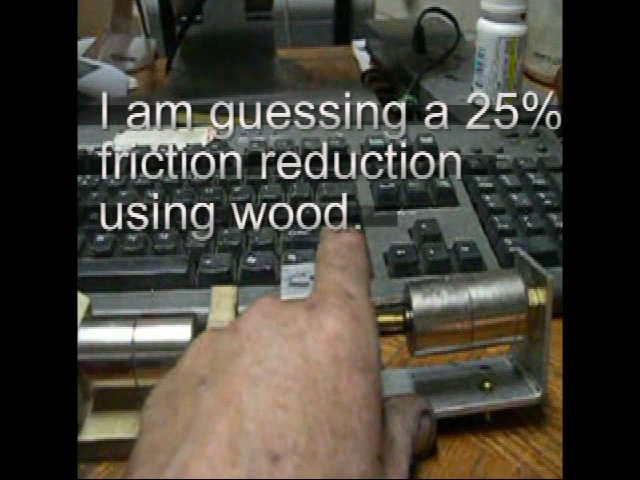 I am guessing a 25%
friction reduction
using wood.